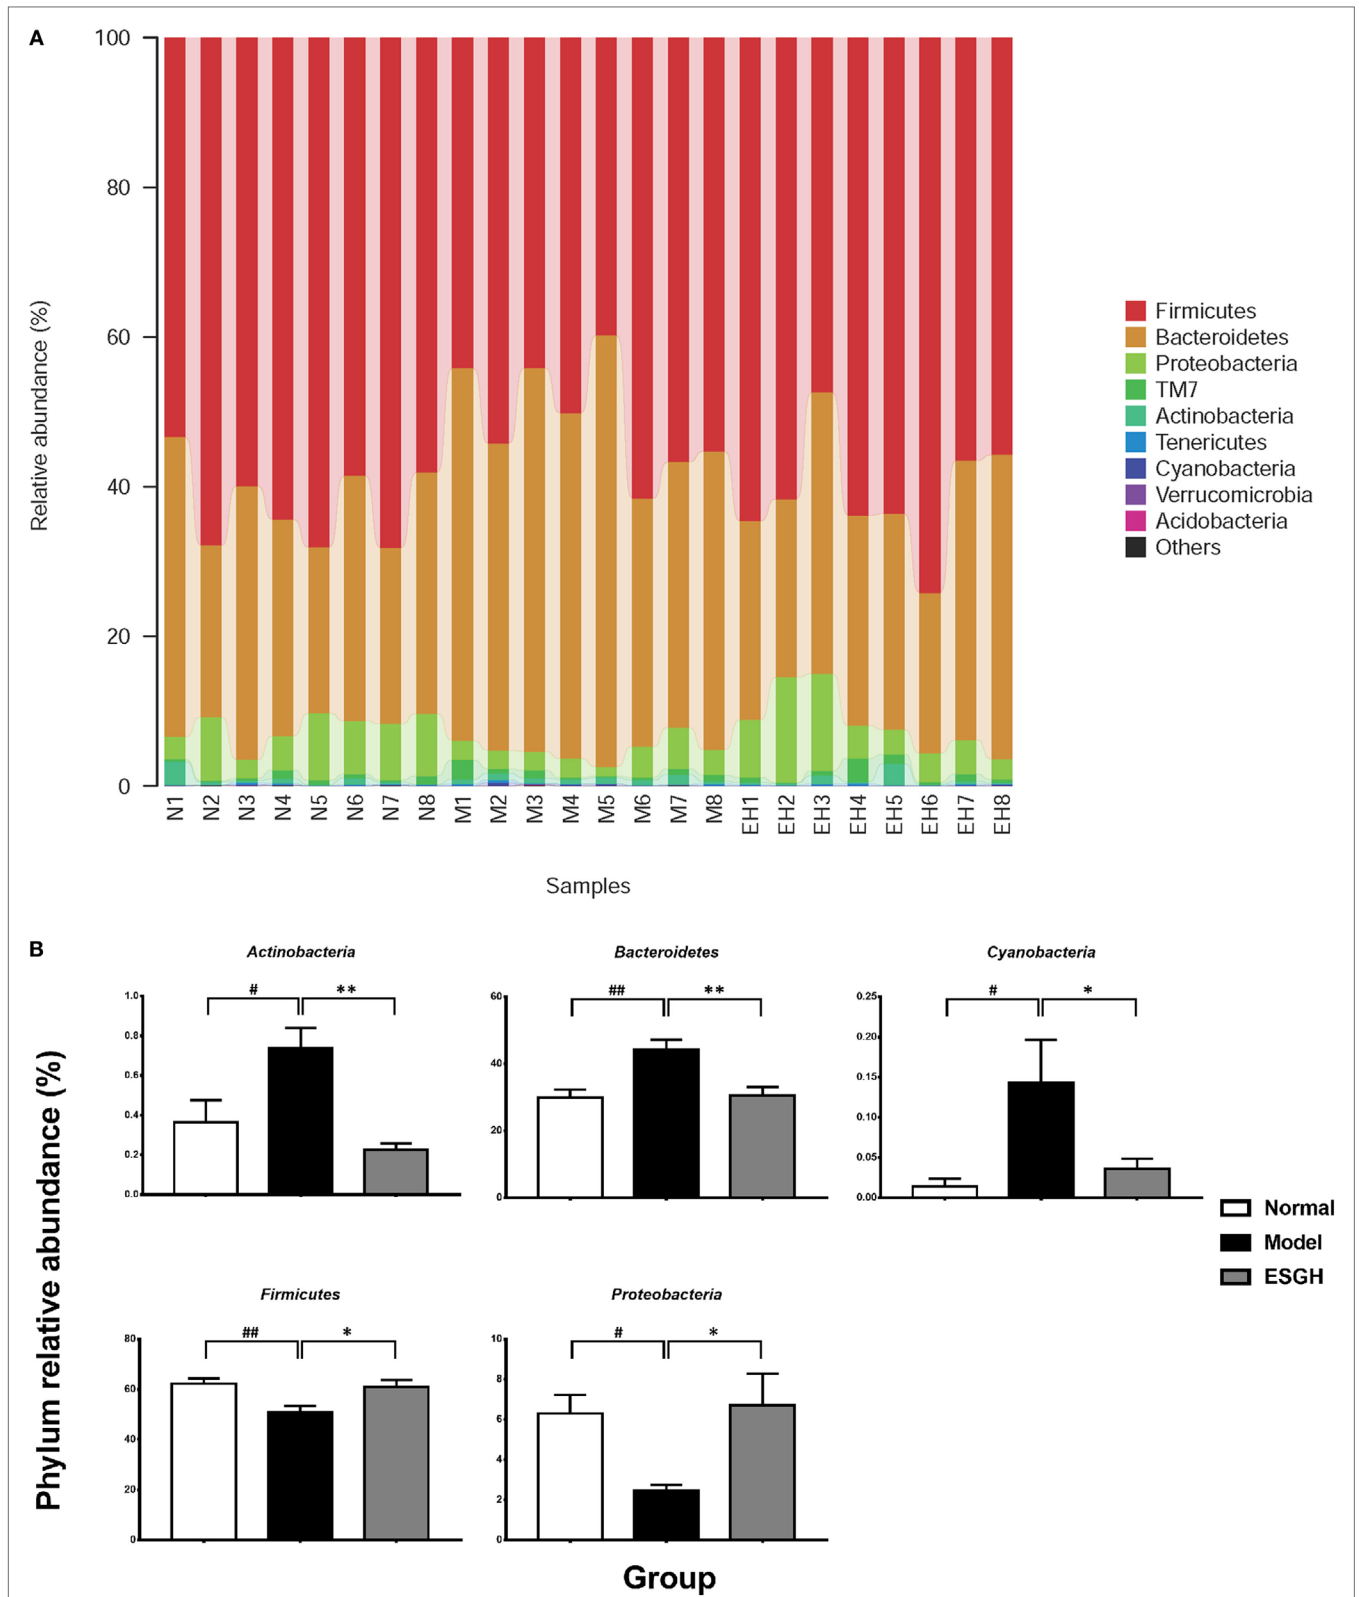 A
100
80
60
40
20
0
Relative abundance (%)
N1 N2 N3 N4 N5 N6 N7 N8 M1 M2 M3 M4 M5 M6 M7 M8 EH1 EH2 EH3 EH4 EH5 EH6 EH7 EH8
Samples
Firmicutes
Bacteroidetes
Proteobacteria
TM7
Actinobacteria
Tenericutes
Cyanobacteria
Verrucomicrobia
Acidobacteria
Others
B
Phylum relative abundance (%)
Actinobacteria
# **
1.0
0.8
0.6
0.4
0.2
0.0
Bacteroidetes
## **
60
40
20
0
Cyanobacteria
# *
0.25
0.20
0.15
0.10
0.05
0.00
Normal
Model
ESGH
Firmicutes
## *
80
60
40
20
0
Proteobacteria
# *
10
8
6
4
2
0
Group